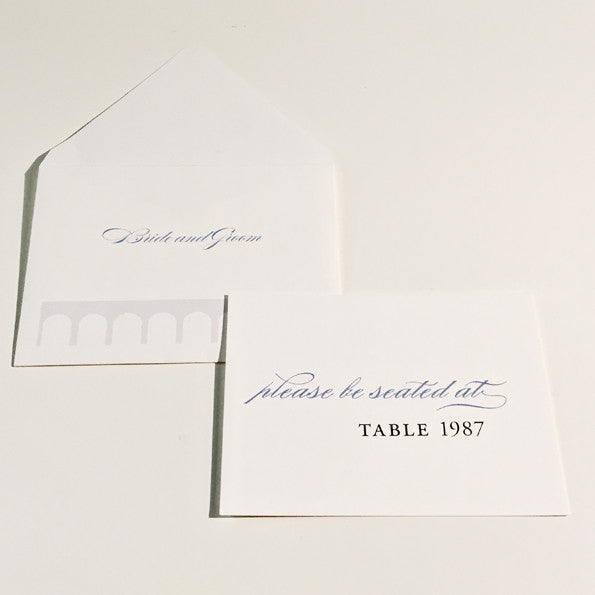 Bride and Groom
please be seated at
TABLE 1987